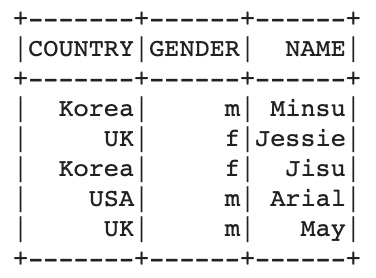 +-------+------+------+
|COUNTRY|GENDER|  NAME|
+-------+------+------+
|  Korea|     m| Minsu|
|     UK|     f|Jessie|
|  Korea|     f|  Jisu|
|    USA|     m| Arial|
|     UK|     m|   May|
+-------+------+------+